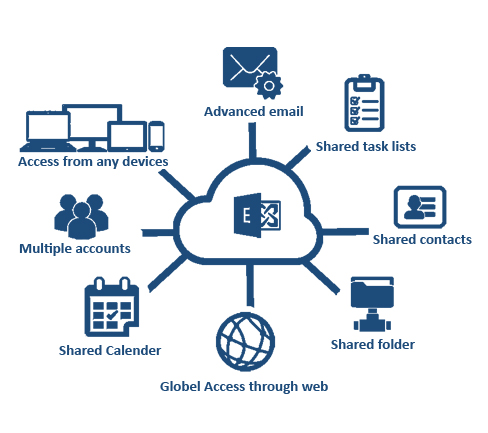 Advanced email
Shared task lists
Access from any devices
E
Multiple accounts
Shared contacts
Shared Calender
Shared folder
Globel Access through web